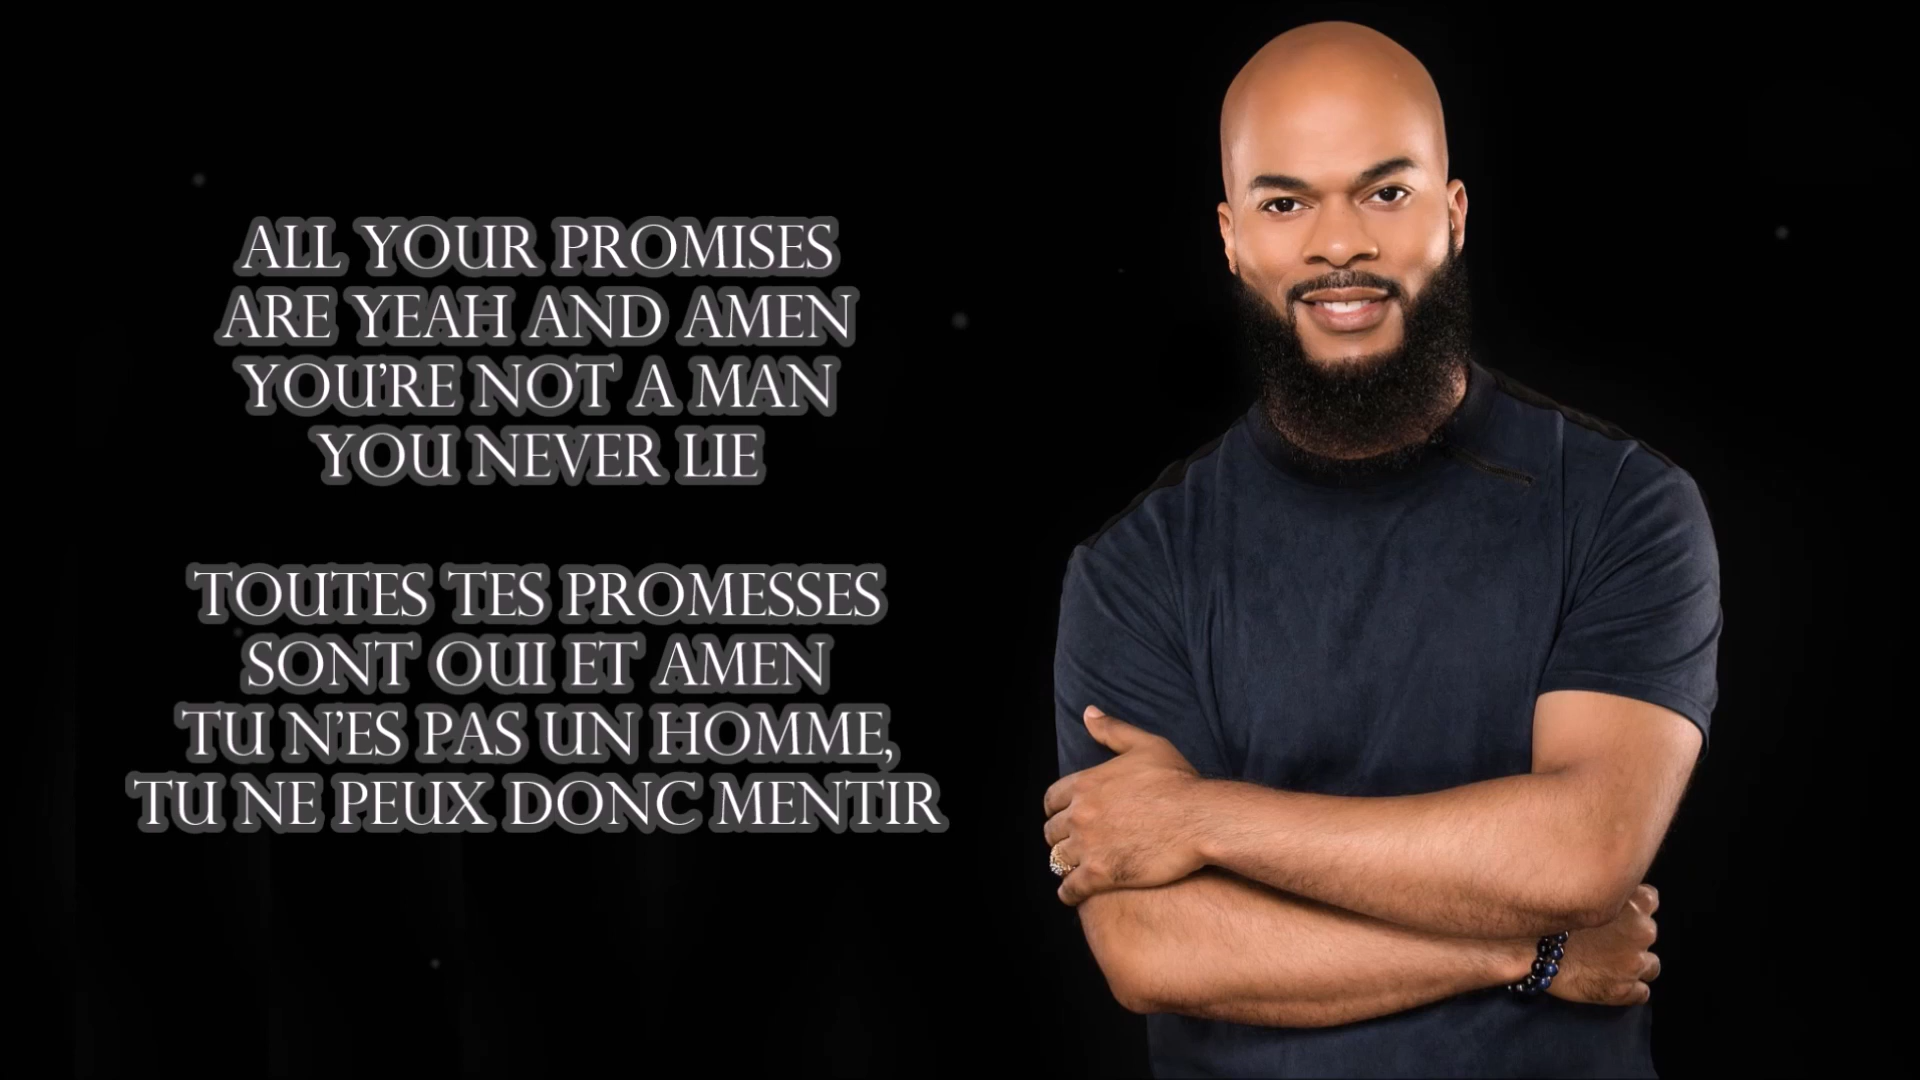 ALL YOUR PROMISES
ARE YEAH AND AMEN
YOU'RE NOT A MAN
YOU NEVER LIE
TOUTES TES PROMESSES
SONT OUI ET AMEN
TU N'ES PAS UN HOMME,
TU NE PEUX DONC MENTIR